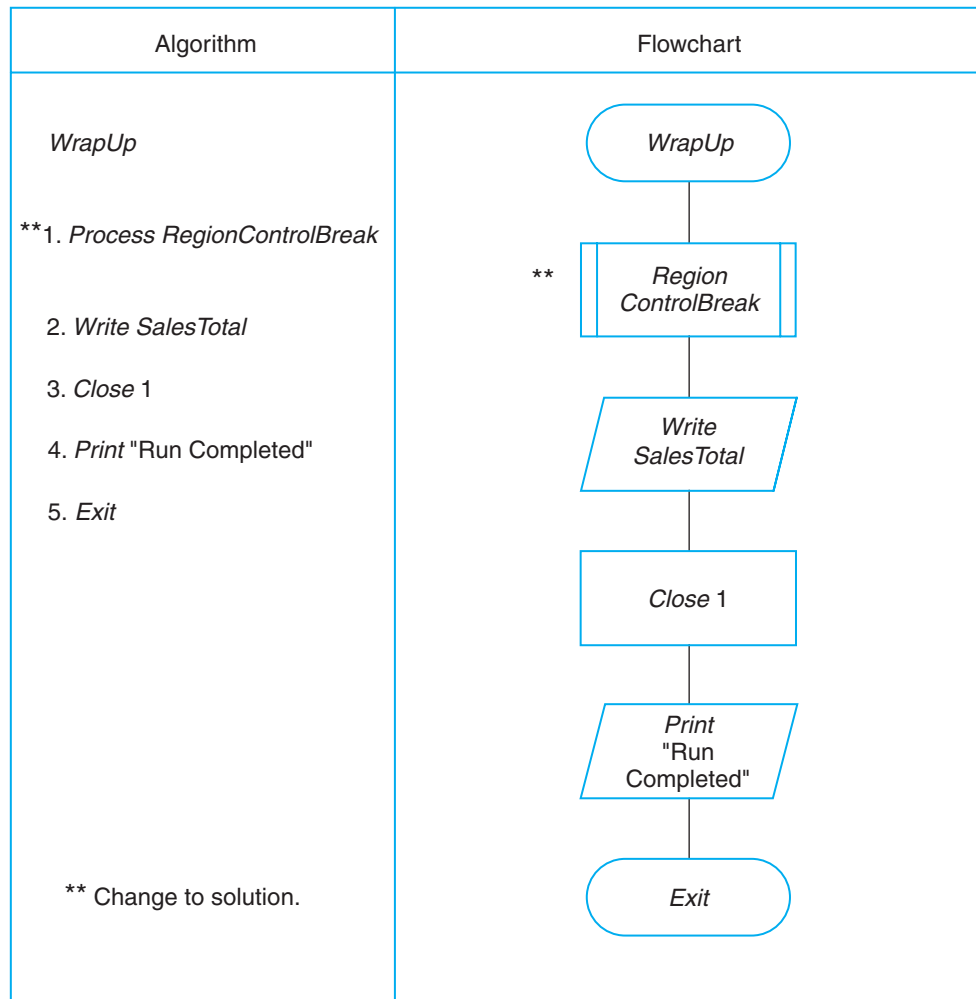 Algorithm
Flowchart
WrapUp
**1. Process RegionControlBreak
2. Write SalesTotal
3. Close 1
4. Print "Run Completed"
5. Exit
** Change to solution.
WrapUp
**
Region
ControlBreak
Write
SalesTotal
Close 1
Print
"Run
Completed"
Exit